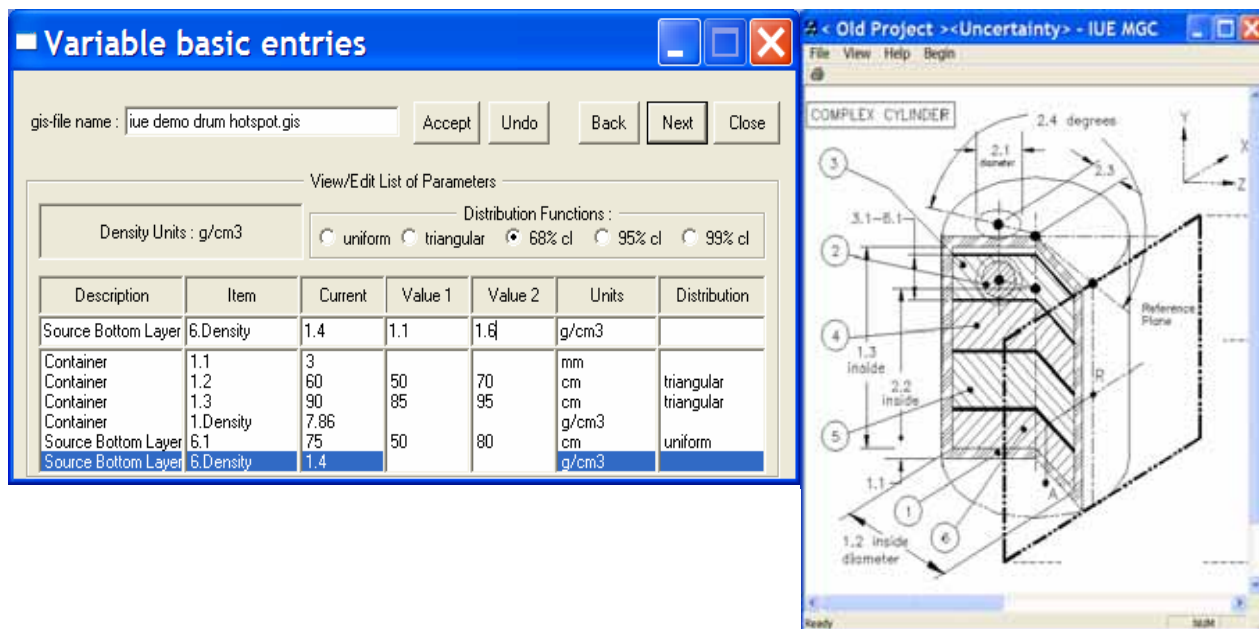 Variable basic entries
gis-file name : iue demo drum hotspot.gis Accept Undo Back Next Close
View/Edit List of Parameters
Density Units : g/cm3
Distribution Functions :
uniform triangular 68% cl 95% cl 99% cl
Description Item Current Value 1 Value 2 Units Distribution
Source Bottom Layer 6.Density 1.4 1.1 1.6 g/cm3
Container 1.1 3 mm
Container 1.2 60 50 70 cm triangular
Container 1.3 90 85 95 cm triangular
Container 1.Density 7.86 g/cm3
Source Bottom Layer 6.1 75 50 80 cm uniform
Source Bottom Layer 6.Density 1.4 g/cm3
< Old Project ><Uncertainty> - IUE MGC
File View Help Begin
COMPLEX CYLINDER
2.4 degrees
Y
X
Z
2.1
diameter
2.3
3
3.1-6.1
2
Reference
Plane
4
1.3
inside
2.2
inside
R
5
1.1
A
1
6
1.2 inside
diameter
Ready NUM